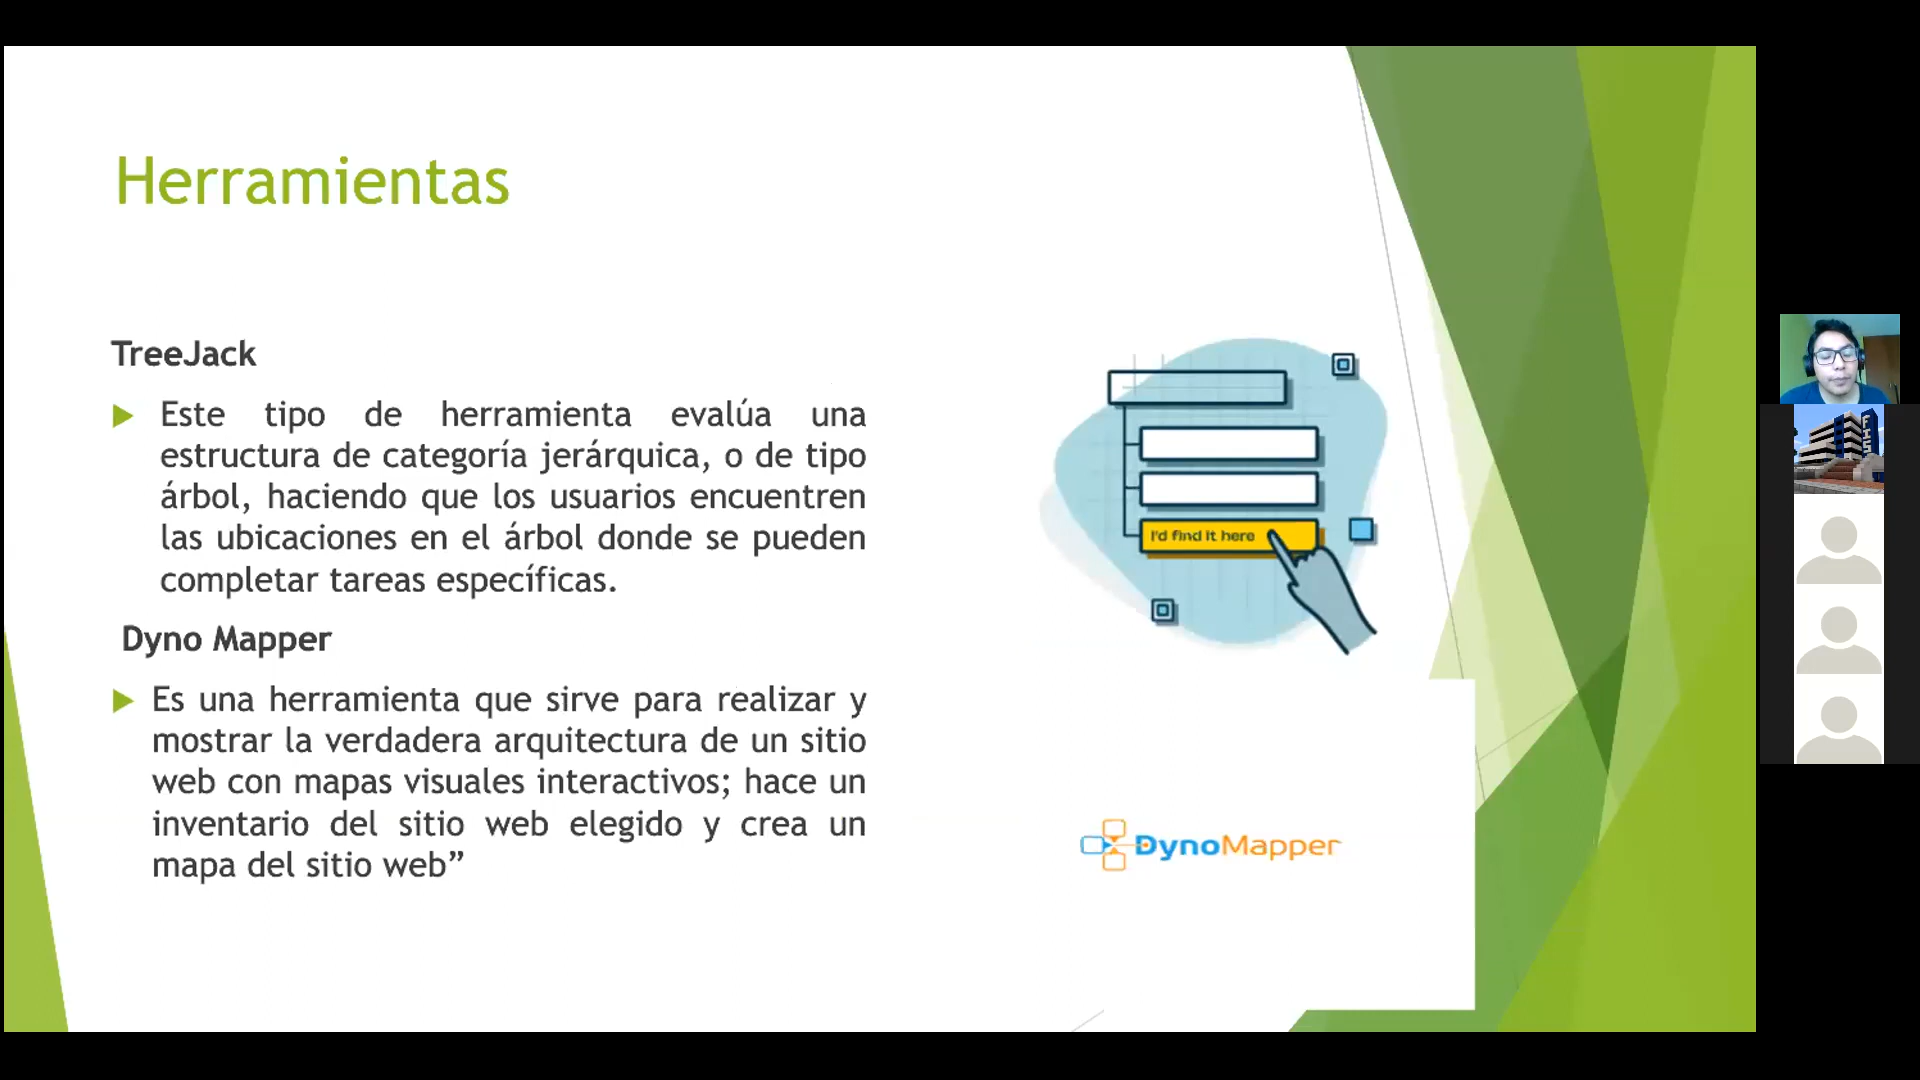 Herramientas
TreeJack
Este tipo de herramienta evalúa una
estructura de categoría jerárquica, o de tipo
árbol, haciendo que los usuarios encuentren
las ubicaciones en el árbol donde se pueden
completar tareas específicas.
Dyno Mapper
Es una herramienta que sirve para realizar y
mostrar la verdadera arquitectura de un sitio
web con mapas visuales interactivos; hace un
inventario del sitio web elegido y crea un
mapa del sitio web”
I'd find it here
DynoMapper